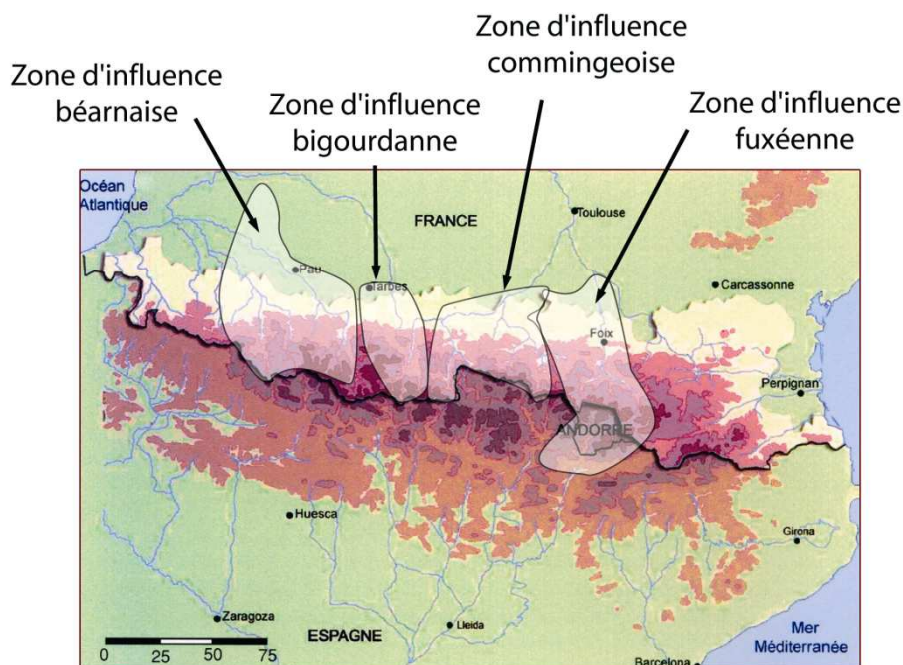 Zone d'influence
commingeoise
Zone d'influence
béarnaise
Zone d'influence
bigourdanne
Zone d'influence
fuxéenne
Océan
Atlantique
FRANCE
Toulouse
Pau
Tarbes
Carcassonne
Foix
Perpignan
ANDORRE
Huesca
Girona
Zaragoza
Lleida
ESPAGNE
Mer
Méditerranée
0 25 50 75
Barcelona